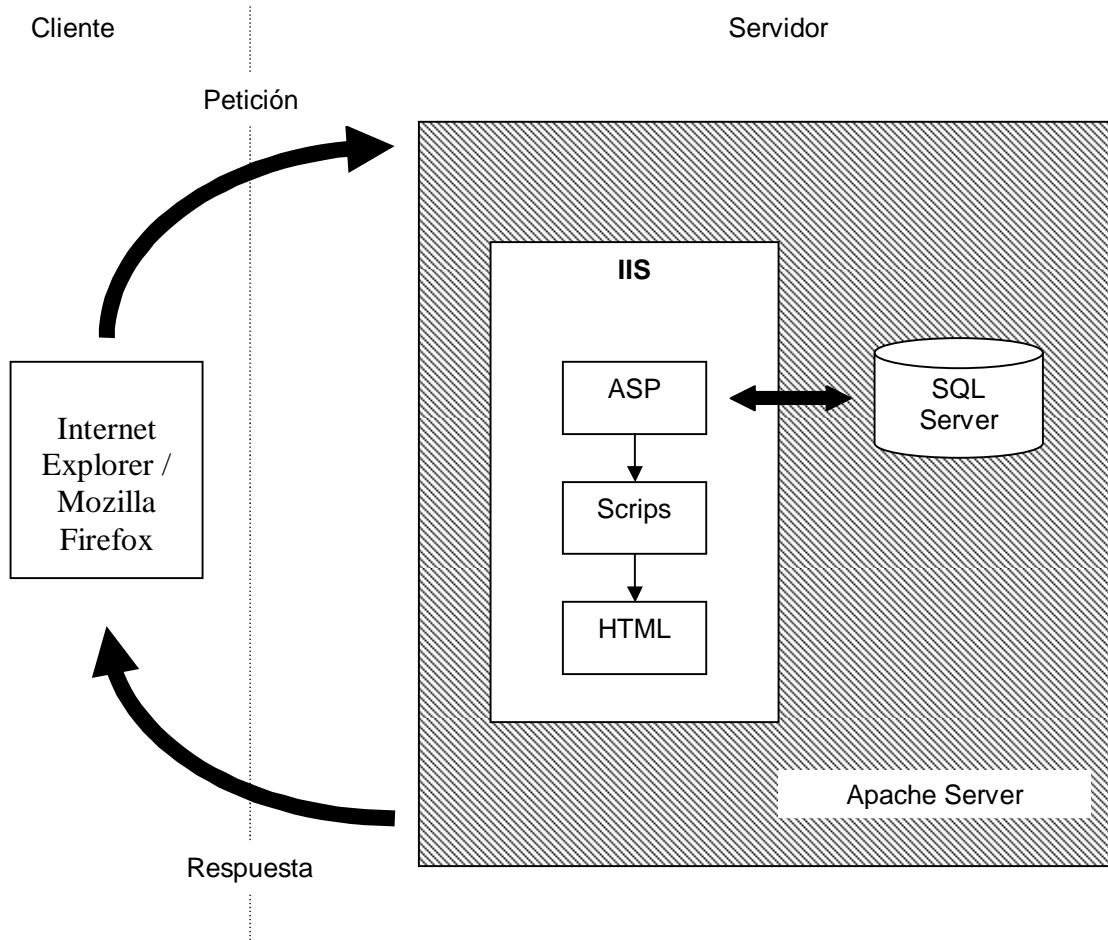 Cliente
Servidor
Petición
IIS
ASP
SQL
Server
Internet
Explorer /
Mozilla
Firefox
Scrips
HTML
Apache Server
Respuesta